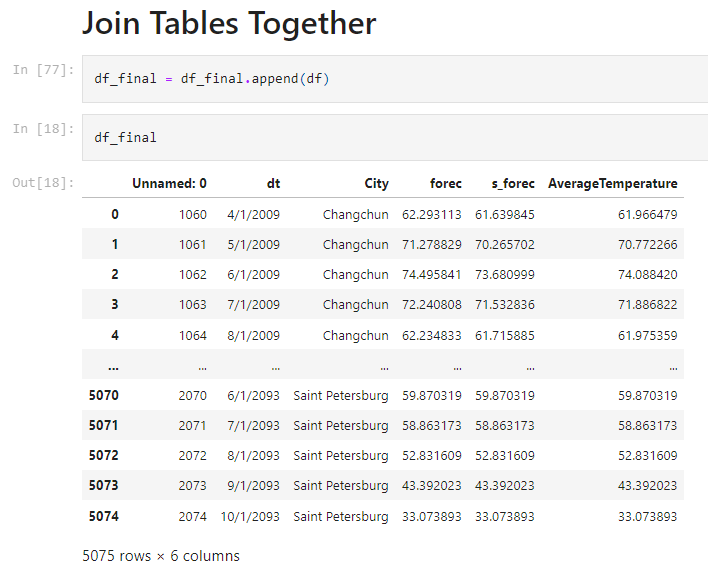 Join Tables Together
In [77]: df_final = df_final.append(df)
In [18]: df_final
Out[18]: Unnamed: 0 dt City forec s_forec AverageTemperature
0 1060 4/1/2009 Changchun 62.293113 61.639845 61.966479
1 1061 5/1/2009 Changchun 71.278829 70.265702 70.772266
2 1062 6/1/2009 Changchun 74.495841 73.680999 74.088420
3 1063 7/1/2009 Changchun 72.240808 71.532836 71.886822
4 1064 8/1/2009 Changchun 62.234833 61.715885 61.975359
... ... ... ... ... ... ...
5070 2070 6/1/2093 Saint Petersburg 59.870319 59.870319 59.870319
5071 2071 7/1/2093 Saint Petersburg 58.863173 58.863173 58.863173
5072 2072 8/1/2093 Saint Petersburg 52.831609 52.831609 52.831609
5073 2073 9/1/2093 Saint Petersburg 43.392023 43.392023 43.392023
5074 2074 10/1/2093 Saint Petersburg 33.073893 33.073893 33.073893
5075 rows × 6 columns